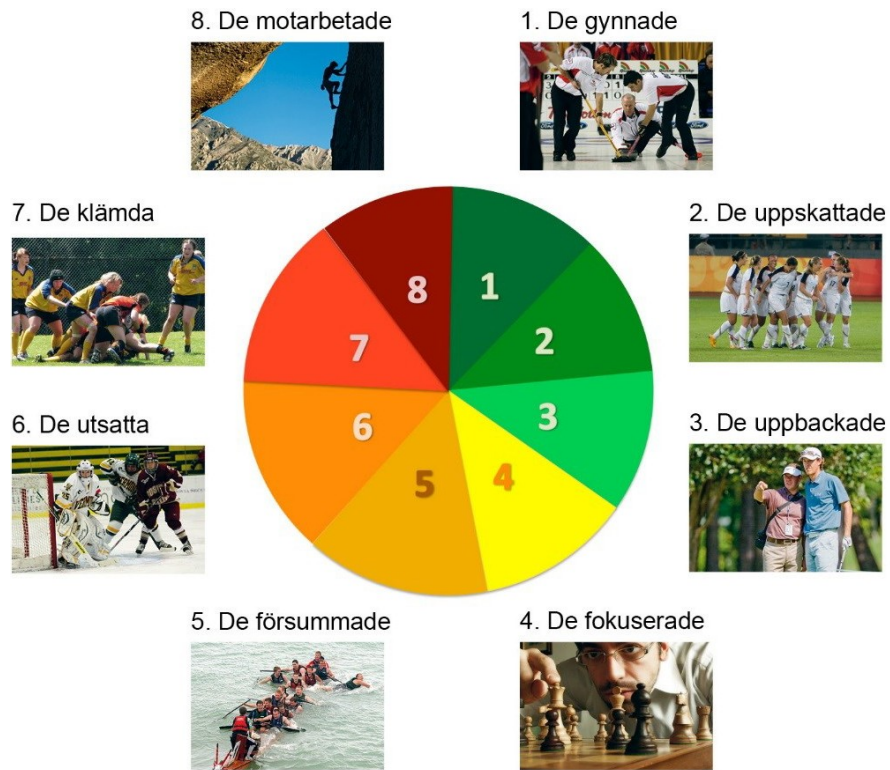 8. De motarbetade
1. De gynnade
7. De klämda
2. De uppskattade
6. De utsatta
3. De uppbackade
5. De försummade
4. De fokuserade
8
1
7
2
6
3
5
4
Ford